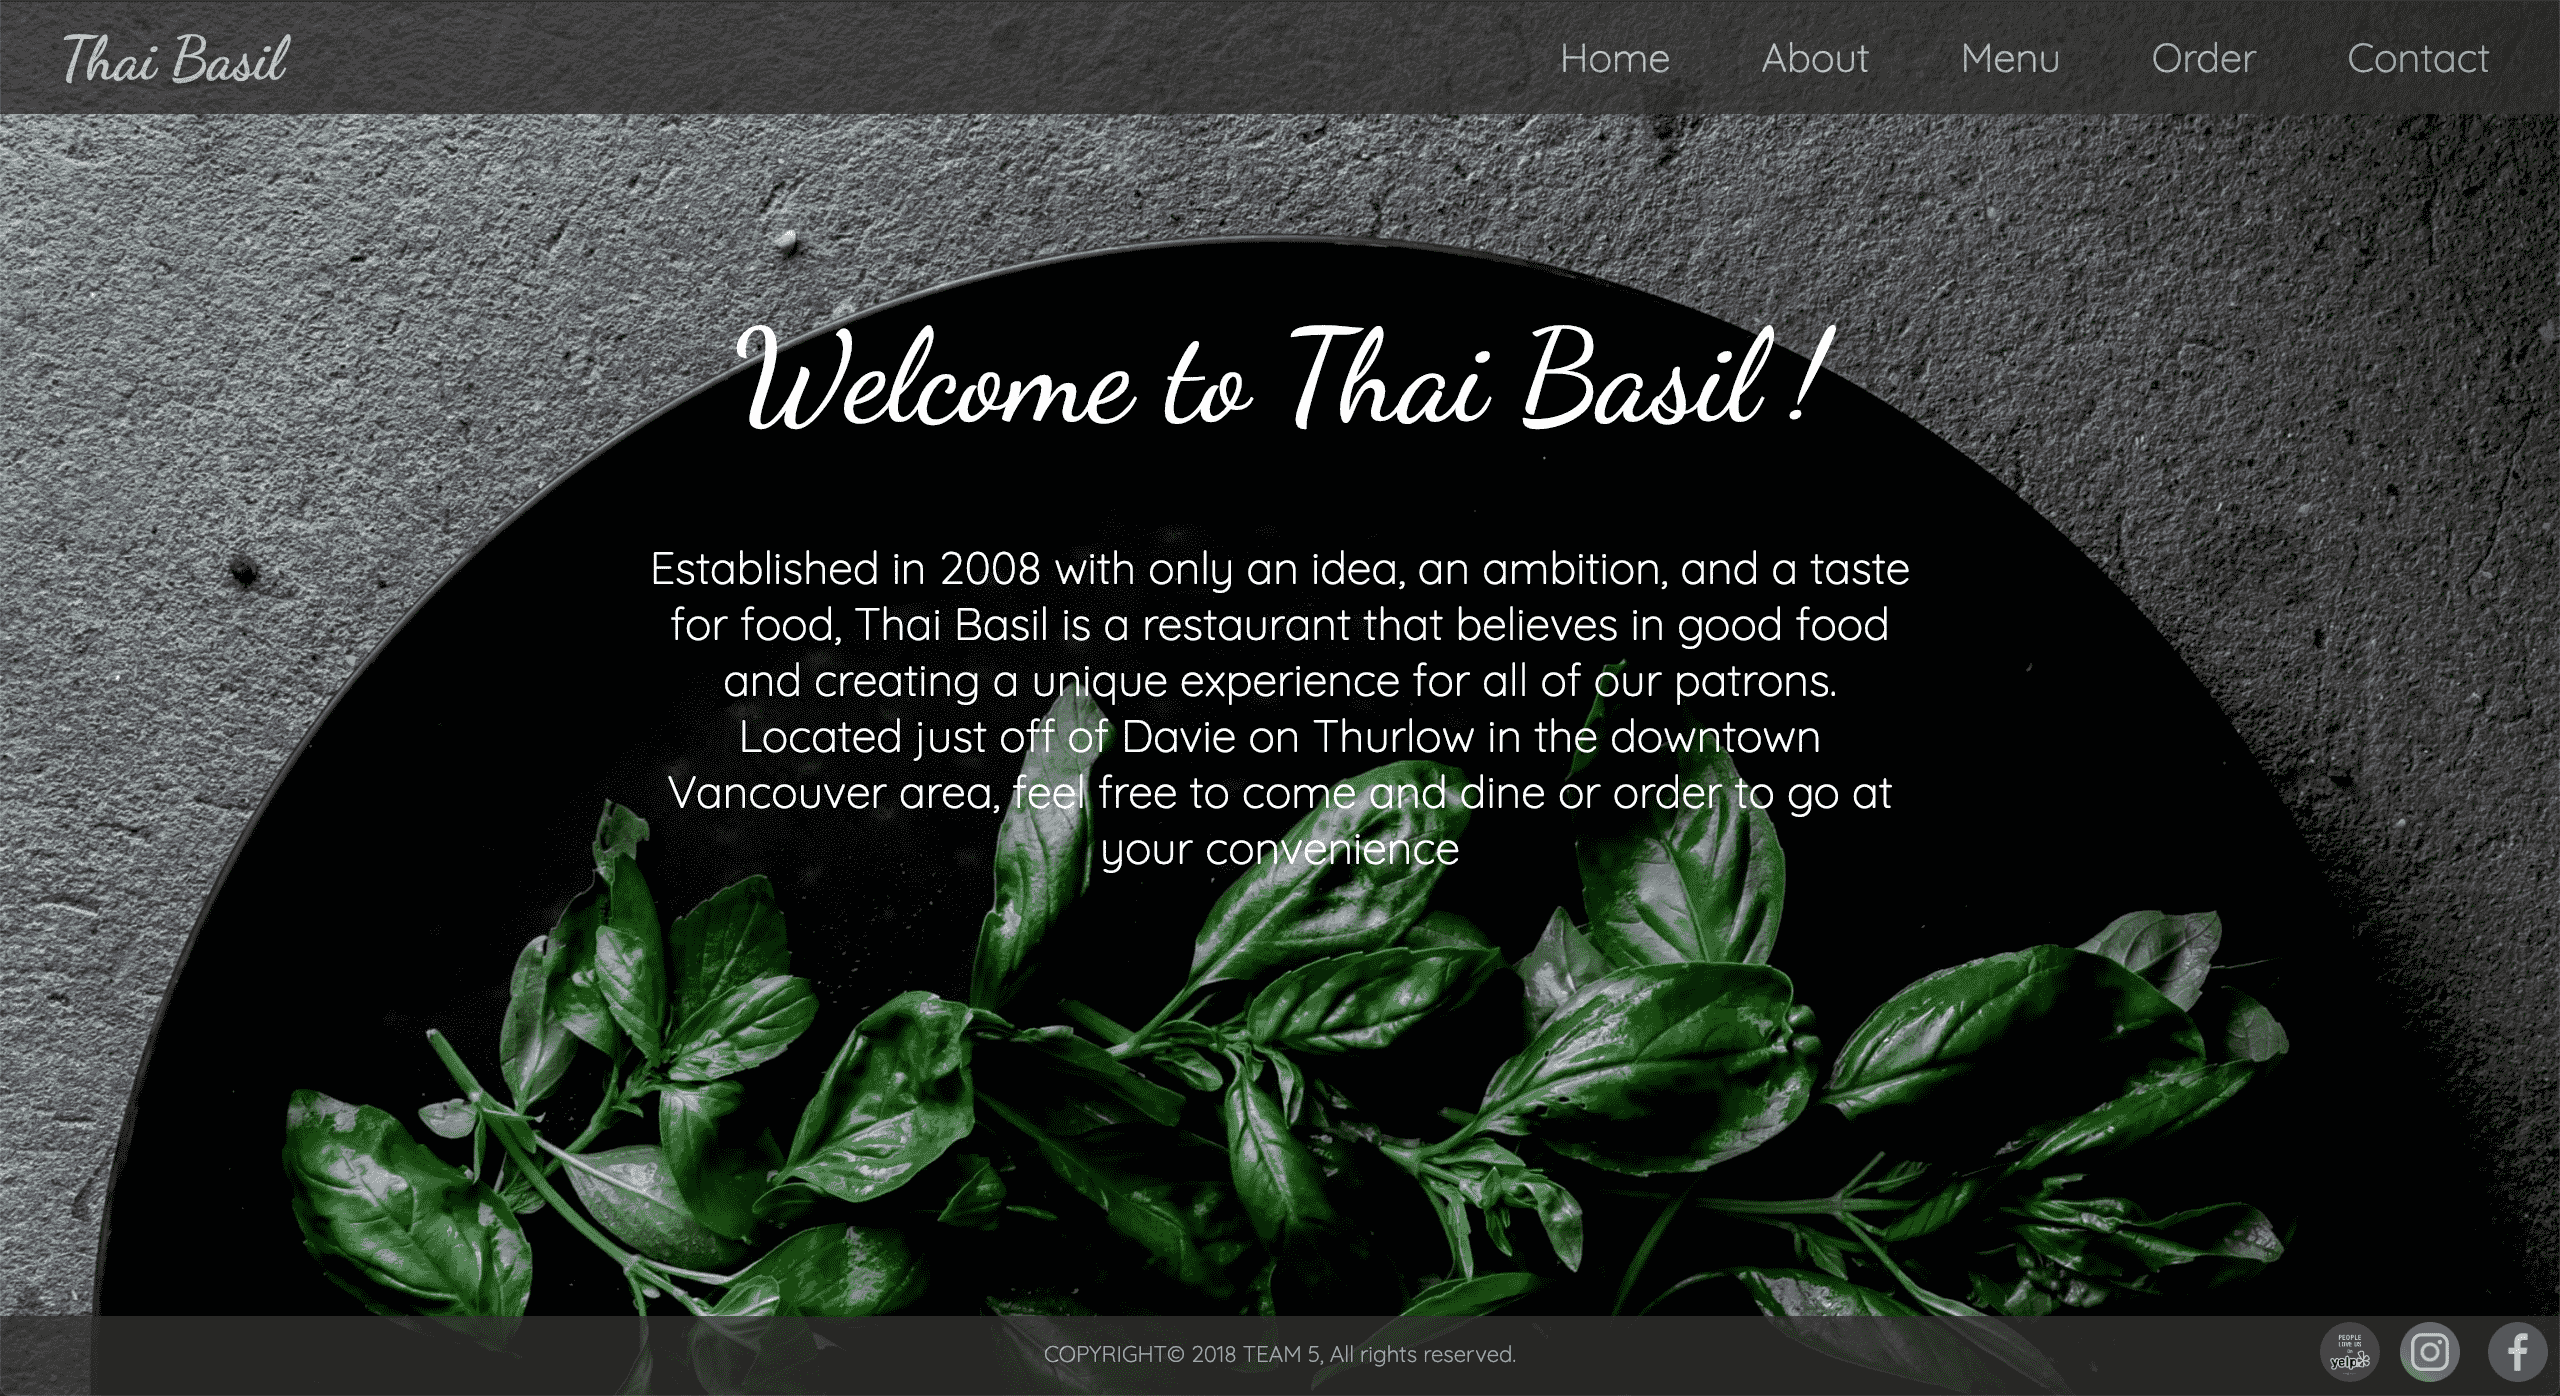 Thai Basil
Home About Menu Order Contact
Welcome to Thai Basil!
Established in 2008 with only an idea, an ambition, and a taste
for food, Thai Basil is a restaurant that believes in good food
and creating a unique experience for all of our patrons.
Located just off of Davie on Thurlow in the downtown
Vancouver area, feel free to come and dine or order to go at
your convenience
COPYRIGHT© 2018 TEAM 5, All rights reserved.
PEOPLE
LOVE US
on
yelp